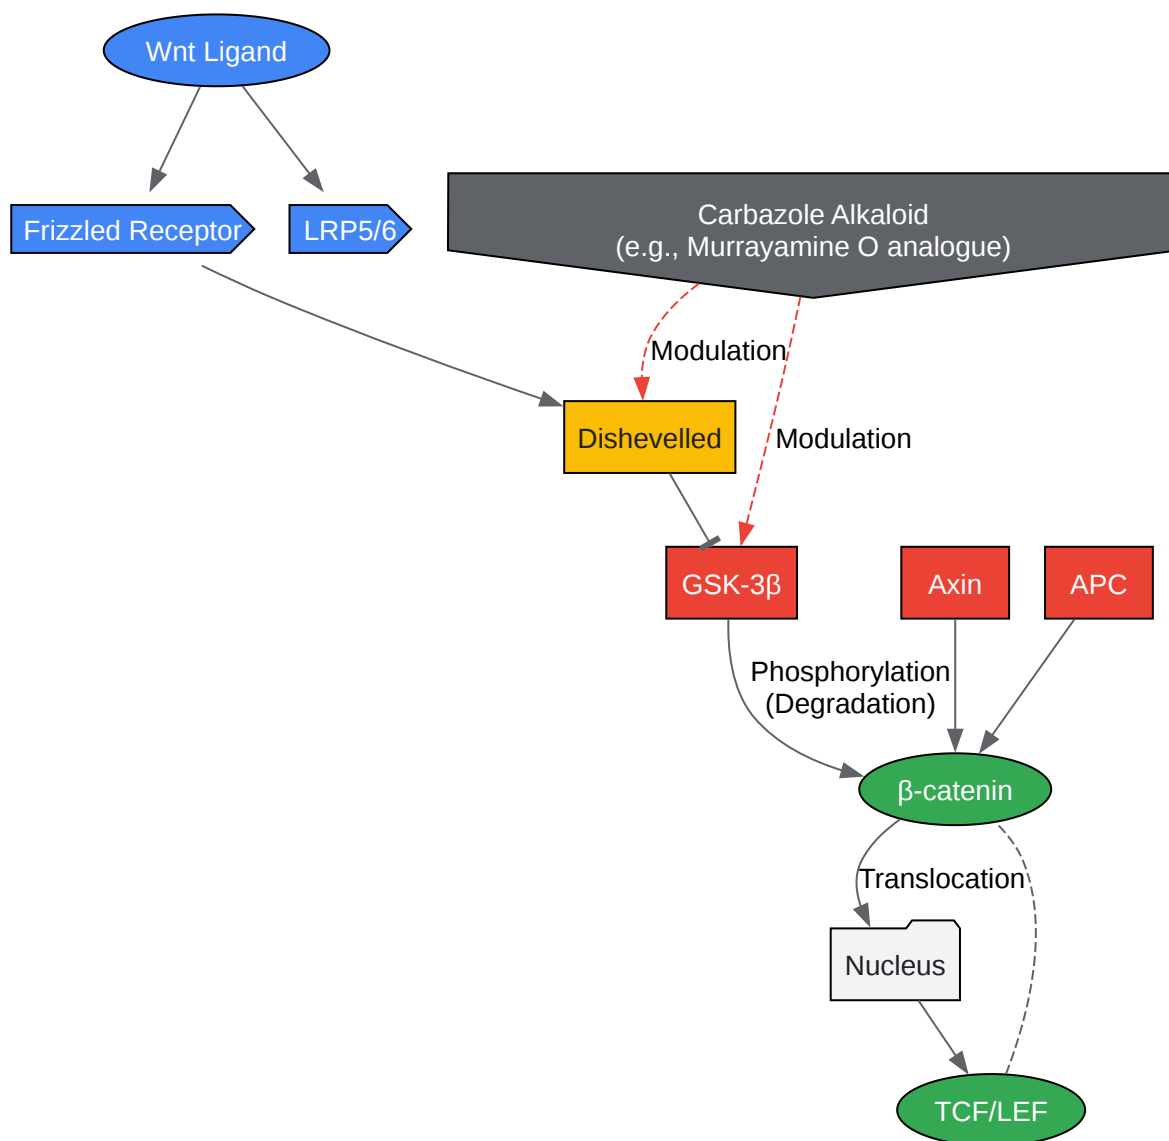 Wnt Ligand
Frizzled Receptor
LRP5/6
Carbazole Alkaloid
(e.g., Murrayamine O analogue)
Modulation
Dishevelled
Modulation
GSK-3β
Axin
APC
Phosphorylation
(Degradation)
β-catenin
Translocation
Nucleus
TCF/LEF